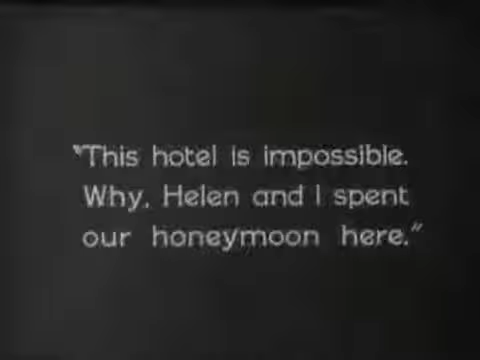 "This hotel is impossible.
Why, Helen and I spent
our honeymoon here."